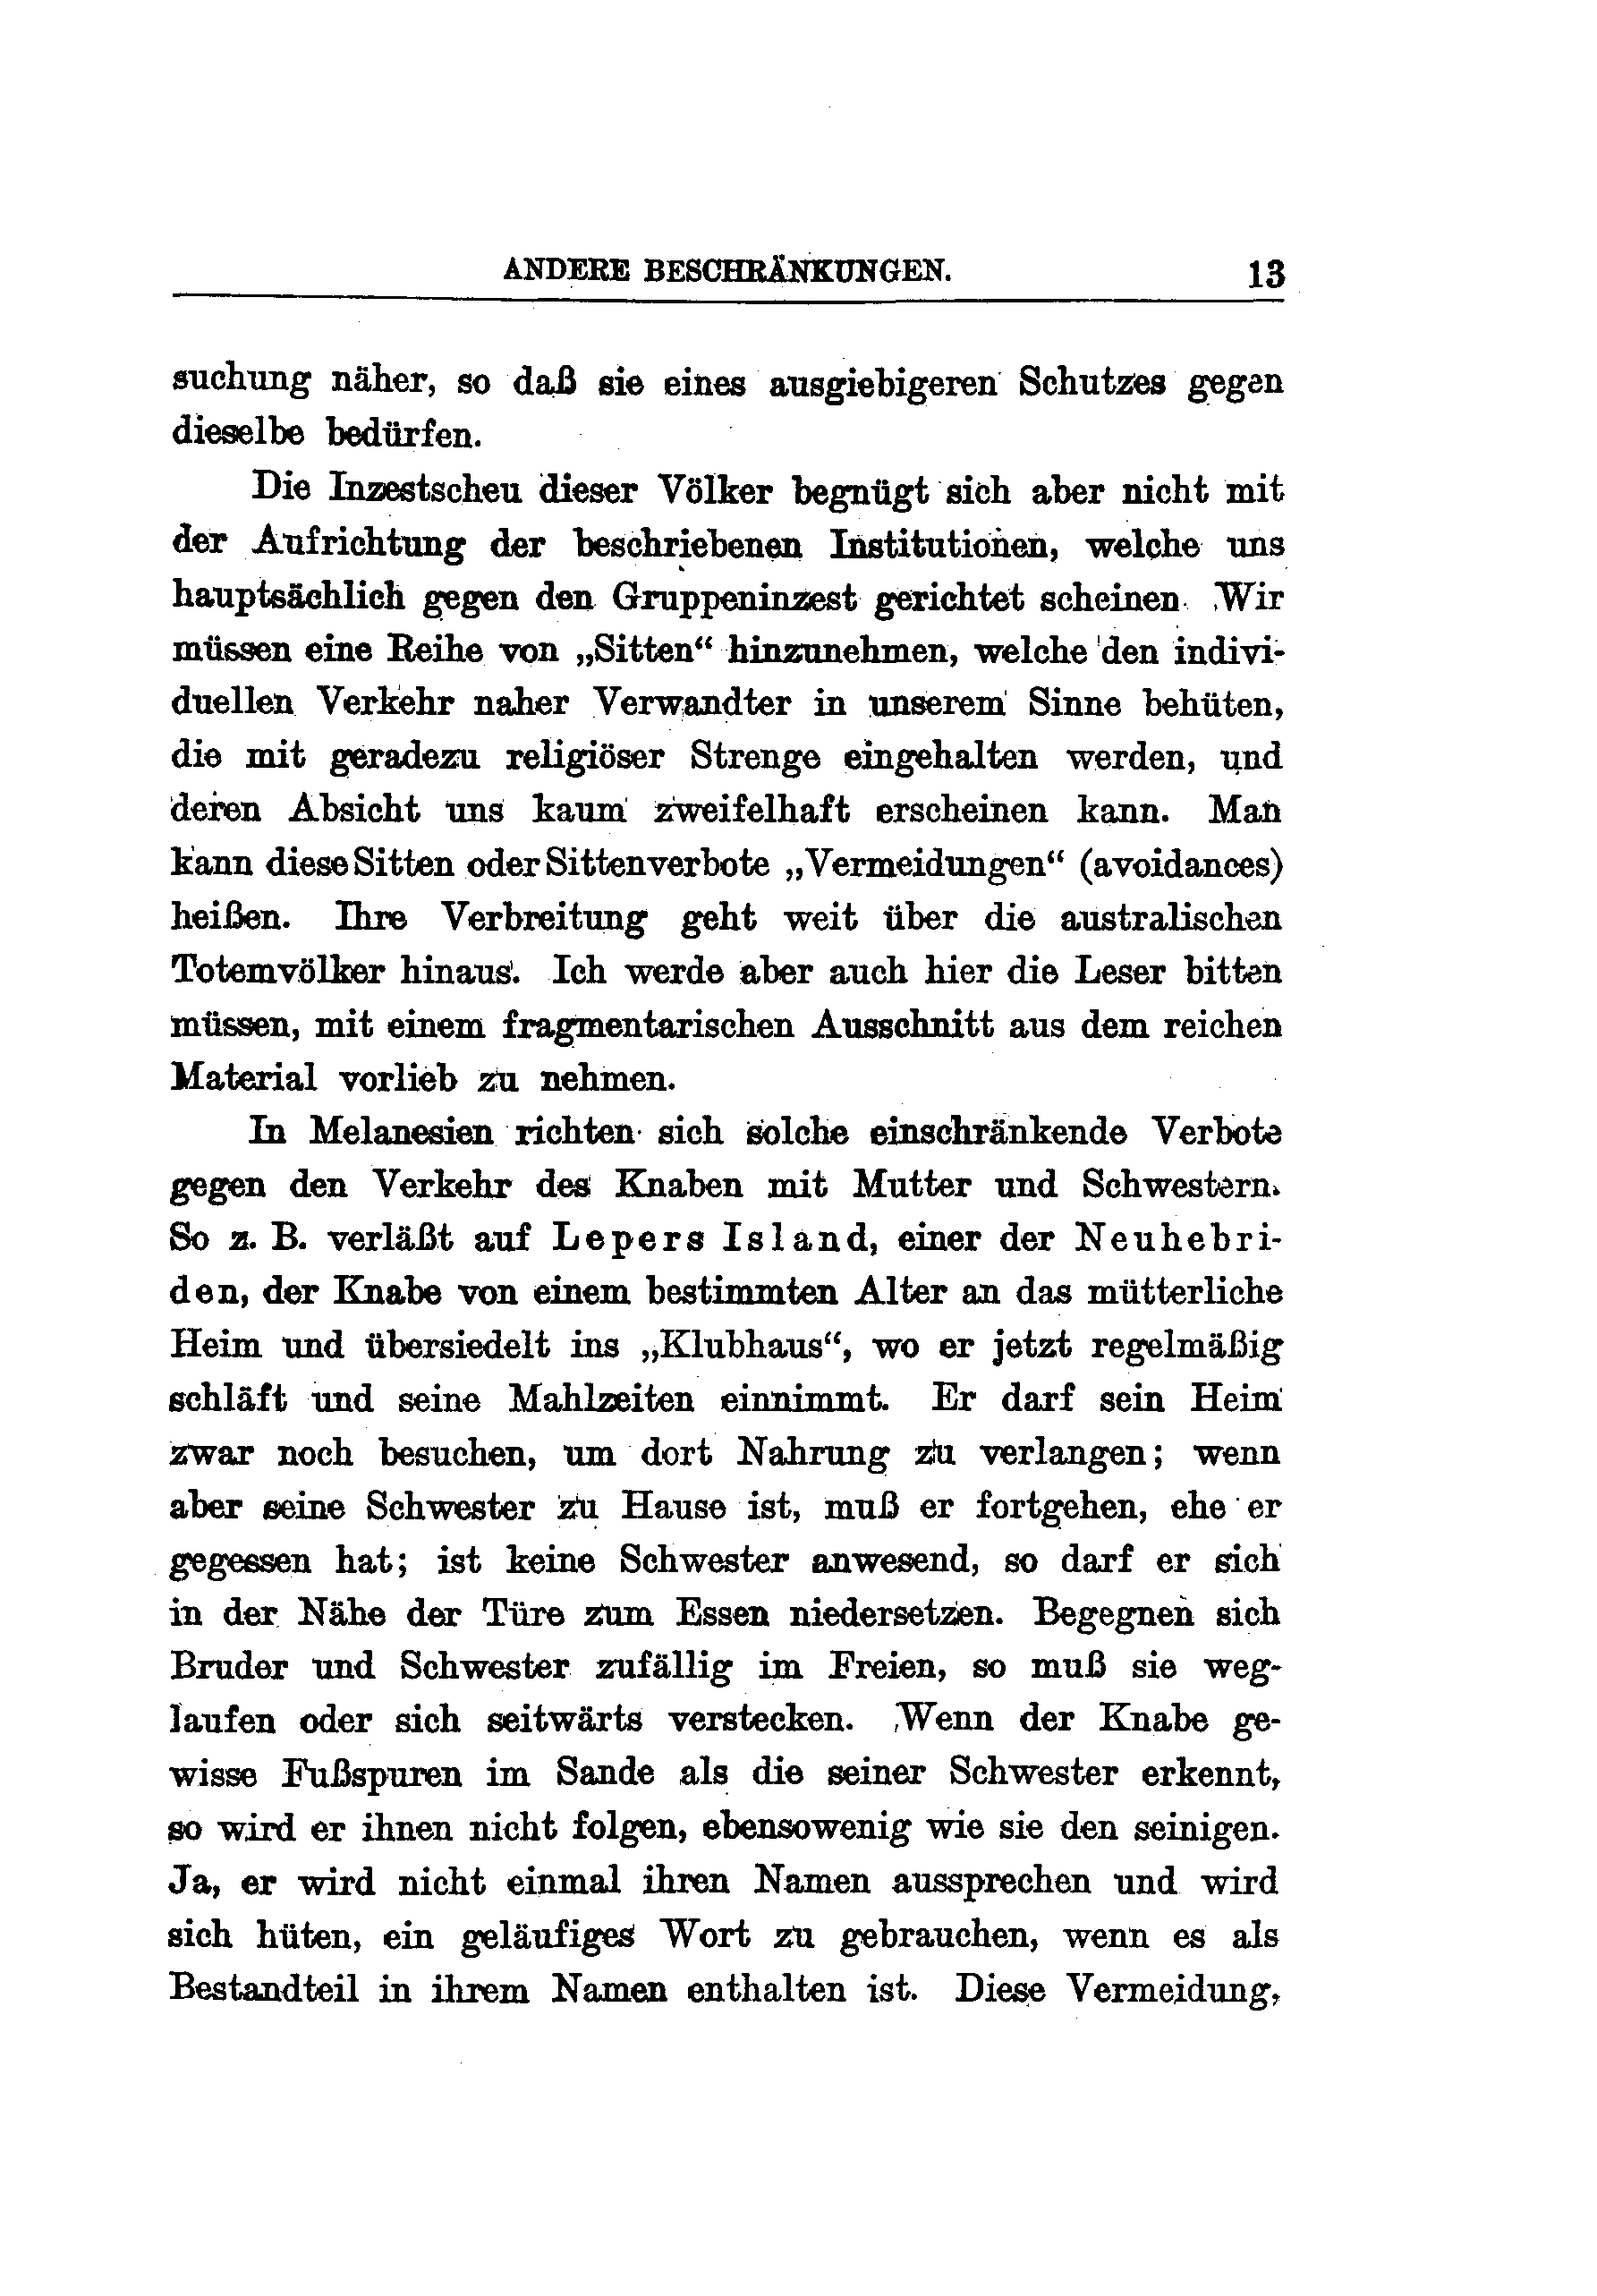 ANDERE BESCHRÄNKUNGEN. 13
suchung näher, so daß sie eines ausgiebigeren Schutzes gegen
dieselbe bedürfen.
Die Inzestscheu dieser Völker begnügt sich aber nicht mit
der Aufrichtung der beschriebenen Institutionen, welche uns
hauptsächlich gegen den Gruppeninzest gerichtet scheinen. Wir
müssen eine Reihe von „Sitten“ hinzunehmen, welche den indivi-
duellen Verkehr naher Verwandter in unserem Sinne behüten,
die mit geradezu religiöser Strenge eingehalten werden, und
deren Absicht uns kaum zweifelhaft erscheinen kann. Man
kann diese Sitten oder Sittenverbote „Vermeidungen“ (avoidances)
heißen. Ihre Verbreitung geht weit über die australischen
Totemvölker hinaus. Ich werde aber auch hier die Leser bitten
müssen, mit einem fragmentarischen Ausschnitt aus dem reichen
Material vorlieb zu nehmen.
In Melanesien richten sich solche einschränkende Verbote
gegen den Verkehr des Knaben mit Mutter und Schwestern.
So z. B. verläßt auf Lepers Island, einer der Neuhebri-
den, der Knabe von einem bestimmten Alter an das mütterliche
Heim und übersiedelt ins „Klubhaus“, wo er jetzt regelmäßig
schläft und seine Mahlzeiten einnimmt. Er darf sein Heim
zwar noch besuchen, um dort Nahrung zu verlangen; wenn
aber seine Schwester zu Hause ist, muß er fortgehen, ehe er
gegessen hat; ist keine Schwester anwesend, so darf er sich
in der Nähe der Türe zum Essen niedersetzen. Begegnen sich
Bruder und Schwester zufällig im Freien, so muß sie weg-
laufen oder sich seitwärts verstecken. Wenn der Knabe ge-
wisse Fußspuren im Sande als die seiner Schwester erkennt,
so wird er ihnen nicht folgen, ebensowenig wie sie den seinigen.
Ja, er wird nicht einmal ihren Namen aussprechen und wird
sich hüten, ein geläufiges Wort zu gebrauchen, wenn es als
Bestandteil in ihrem Namen enthalten ist. Diese Vermeidung,